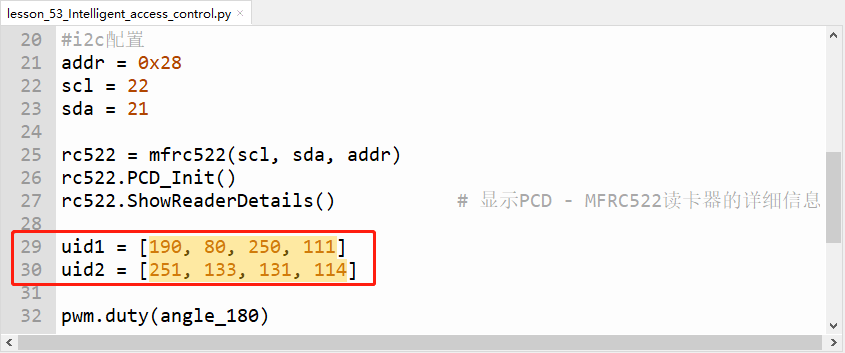 lesson_53_Intelligent_access_control.py ×
20 #i2c配置
21 addr = 0x28
22 scl = 22
23 sda = 21
24
25 rc522 = mfrc522(scl, sda, addr)
26 rc522.PCD_Init()
27 rc522.ShowReaderDetails() # 显示PCD - MFRC522读卡器的详细信息
28
29 uid1 = [190, 80, 250, 111]
30 uid2 = [251, 133, 131, 114]
31
32 pwm.duty(angle_180)